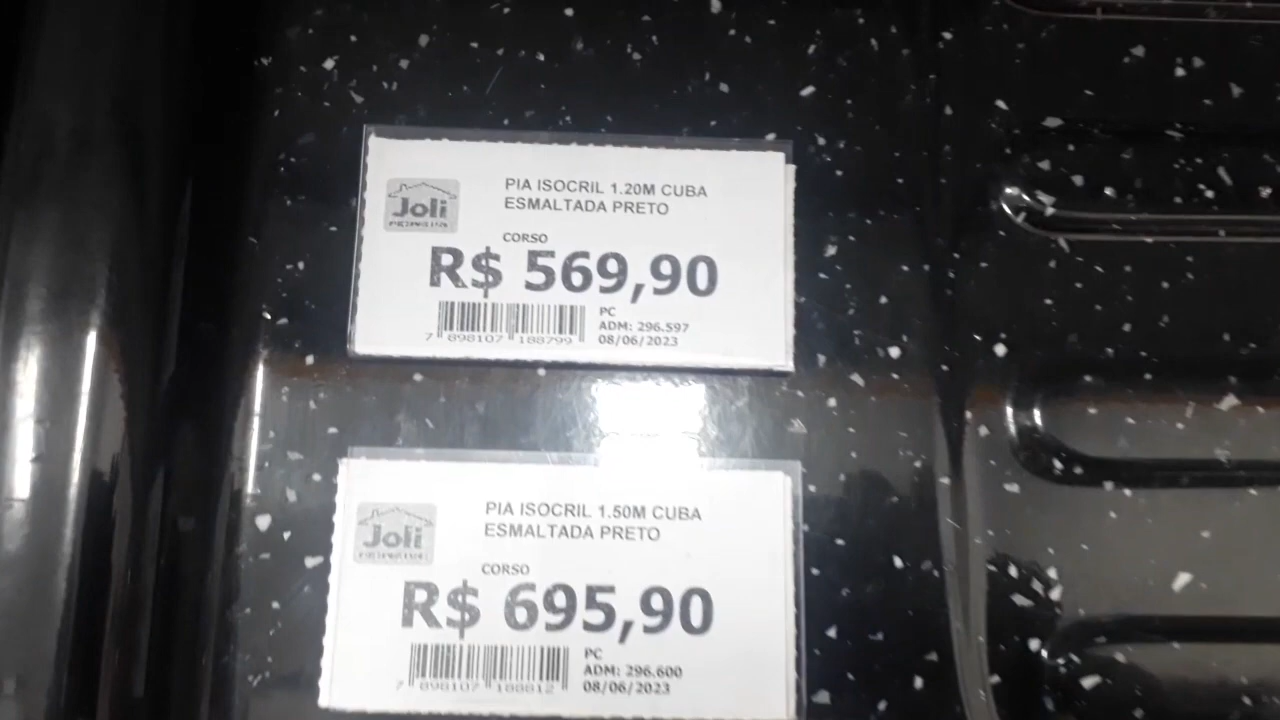 Joli
PIA ISOCRIL 1.20M CUBA
ESMALTADA PRETO
CORSO
R$ 569,90
7 898107 188799
PC
ADM: 296.597
08/06/2023
Joli
PIA ISOCRIL 1.50M CUBA
ESMALTADA PRETO
CORSO
R$ 695,90
7 898107 188812
PC
ADM: 296.600
08/06/2023